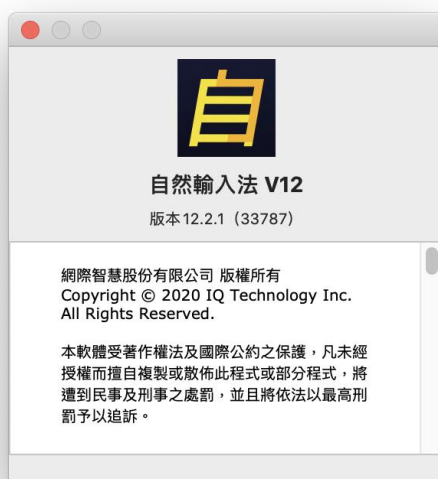 自
自然輸入法 V12
版本 12.2.1（33787）
網際智慧股份有限公司 版權所有
Copyright © 2020 IQ Technology Inc.
All Rights Reserved.
本軟體受著作權法及國際公約之保護，凡未經
授權而擅自複製或散佈此程式或部分程式，將
遭到民事及刑事之處罰，並且將依法以最高刑
罰予以追訴。